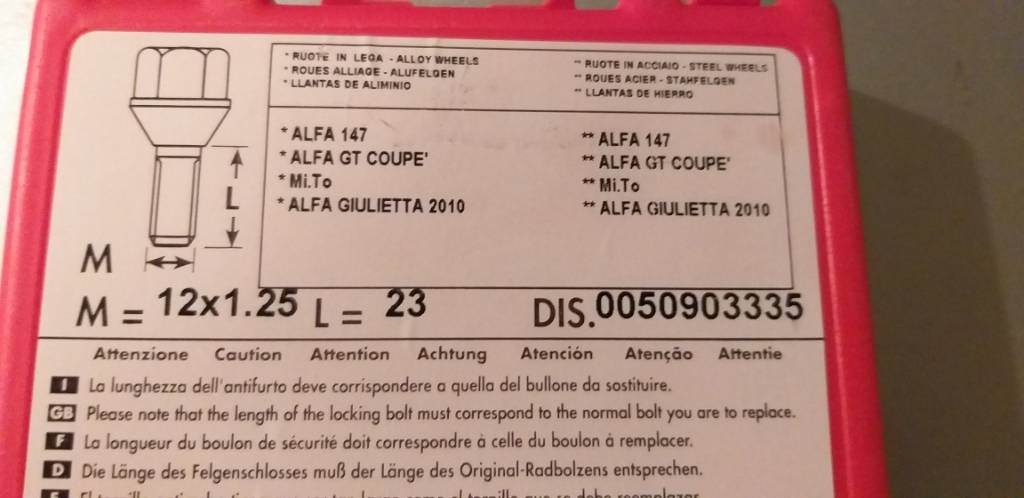 * RUOTE IN LEGA - ALLOY WHEELS
* ROUES ALLIAGE - ALUFELGEN
* LLANTAS DE ALIMINIO
** RUOTE IN ACCIAIO - STEEL WHEELS
** ROUES ACIER - STAHFELGEN
** LLANTAS DE HIERRO
* ALFA 147
* ALFA GT COUPE'
* Mi.To
* ALFA GIULIETTA 2010
** ALFA 147
** ALFA GT COUPE'
** Mi.To
** ALFA GIULIETTA 2010
L
M
M = 12x1.25 L = 23 DIS.0050903335
Attenzione Caution Attention Achtung Atención Atenção Attentie
I La lunghezza dell'antifurto deve corrispondere a quella del bullone da sostituire.
GB Please note that the length of the locking bolt must correspond to the normal bolt you are to replace.
F La longueur du boulon de sécurité doit correspondre à celle du boulon à remplacer.
D Die Länge des Felgenschlosses muß der Länge des Original-Radbolzens entsprechen.